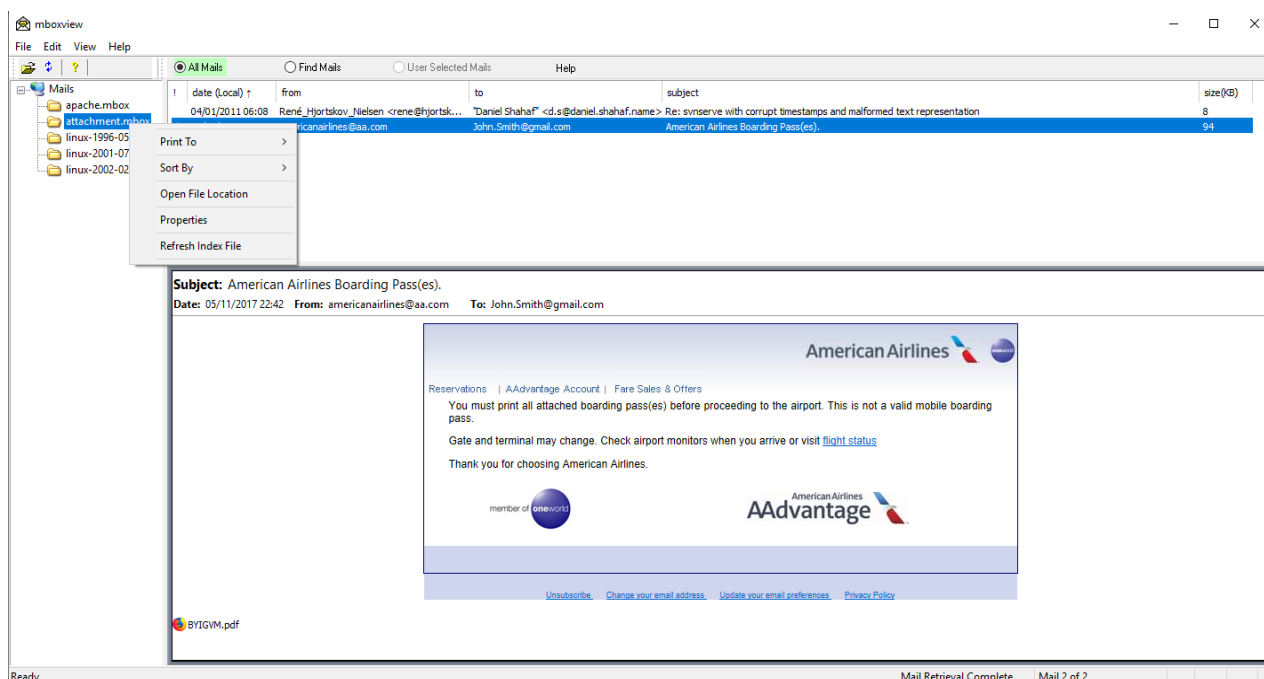 mboxview
File Edit View Help
? All Mails Find Mails User Selected Mails Help
Mails
apache.mbox
attachment.mbox
linux-1996-05
linux-2001-07
linux-2002-02
! date (Local) ↑ from to subject size(KB)
04/01/2011 06:08 René_Hjortskov_Nielsen <rene@hjortsk... "Daniel Shahaf" <d.s@daniel.shahaf.name> Re: svnserve with corrupt timestamps and malformed text representation 8
ricanairlines@aa.com John.Smith@gmail.com American Airlines Boarding Pass(es). 94
Print To >
Sort By >
Open File Location
Properties
Refresh Index File
Subject: American Airlines Boarding Pass(es).
Date: 05/11/2017 22:42 From: americanairlines@aa.com To: John.Smith@gmail.com
American Airlines oneworld
Reservations | AAdvantage Account | Fare Sales & Offers
You must print all attached boarding pass(es) before proceeding to the airport. This is not a valid mobile boarding
pass.
Gate and terminal may change. Check airport monitors when you arrive or visit flight status
Thank you for choosing American Airlines.
member of oneworld
American Airlines
AAdvantage
Unsubscribe Change your email address Update your email preferences Privacy Policy
BYIGVM.pdf
Ready Mail Retrieval Complete Mail 2 of 2